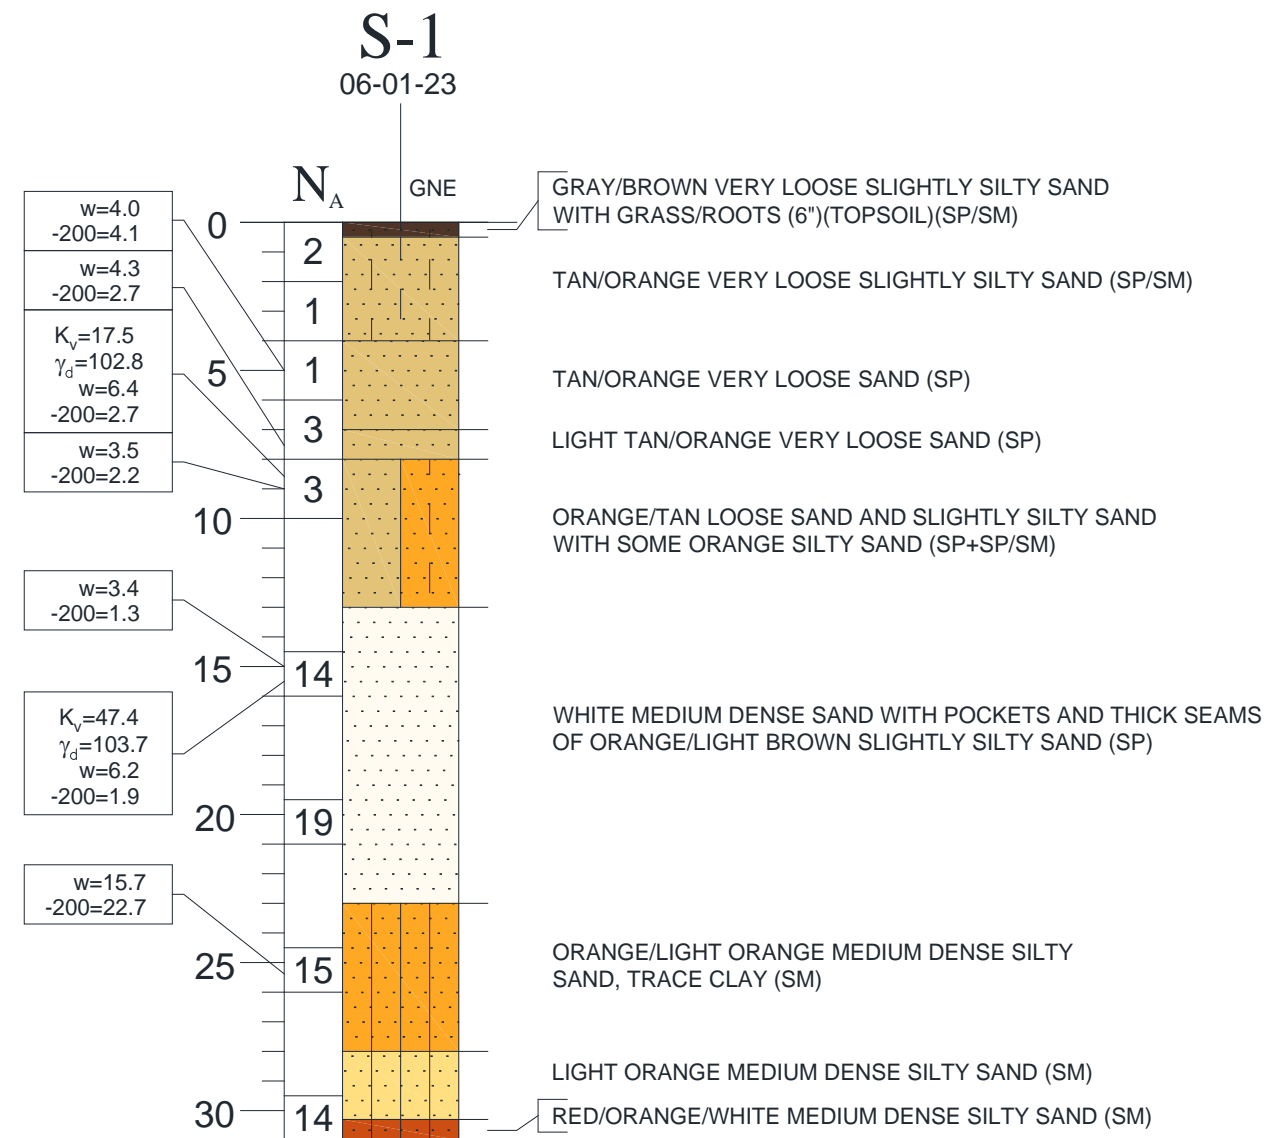 S-1
06-01-23
N_A
GNE
GRAY/BROWN VERY LOOSE SLIGHTLY SILTY SAND
WITH GRASS/ROOTS (6")(TOPSOIL)(SP/SM)
w=4.0
-200=4.1
0
2
w=4.3
-200=2.7
TAN/ORANGE VERY LOOSE SLIGHTLY SILTY SAND (SP/SM)
1
K_v=17.5
γ_d=102.8
w=6.4
-200=2.7
5
1
TAN/ORANGE VERY LOOSE SAND (SP)
3
LIGHT TAN/ORANGE VERY LOOSE SAND (SP)
w=3.5
-200=2.2
3
10
ORANGE/TAN LOOSE SAND AND SLIGHTLY SILTY SAND
WITH SOME ORANGE SILTY SAND (SP+SP/SM)
w=3.4
-200=1.3
15
14
K_v=47.4
γ_d=103.7
w=6.2
-200=1.9
WHITE MEDIUM DENSE SAND WITH POCKETS AND THICK SEAMS
OF ORANGE/LIGHT BROWN SLIGHTLY SILTY SAND (SP)
20
19
w=15.7
-200=22.7
25
15
ORANGE/LIGHT ORANGE MEDIUM DENSE SILTY
SAND, TRACE CLAY (SM)
LIGHT ORANGE MEDIUM DENSE SILTY SAND (SM)
30
14
RED/ORANGE/WHITE MEDIUM DENSE SILTY SAND (SM)